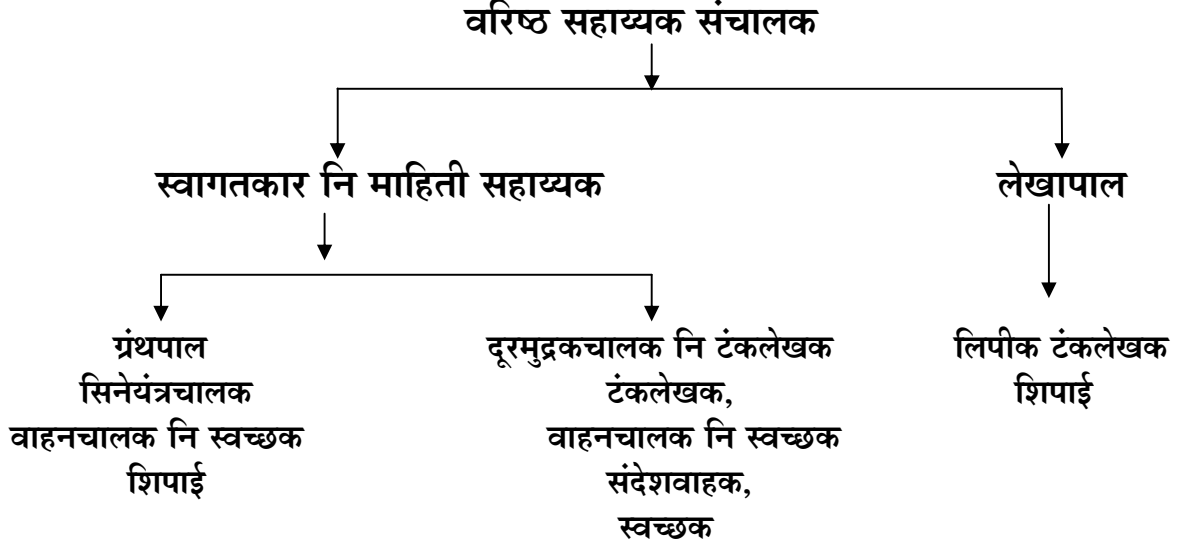 वरिष्ठ सहाय्यक संचालक
स्वागतकार नि माहिती सहाय्यक
लेखापाल
ग्रंथपाल
सिनेयंत्रचालक
वाहनचालक नि स्वच्छक
शिपाई
दूरमुद्रकचालक नि टंकलेखक
टंकलेखक,
वाहनचालक नि स्वच्छक
संदेशवाहक,
स्वच्छक
लिपीक टंकलेखक
शिपाई